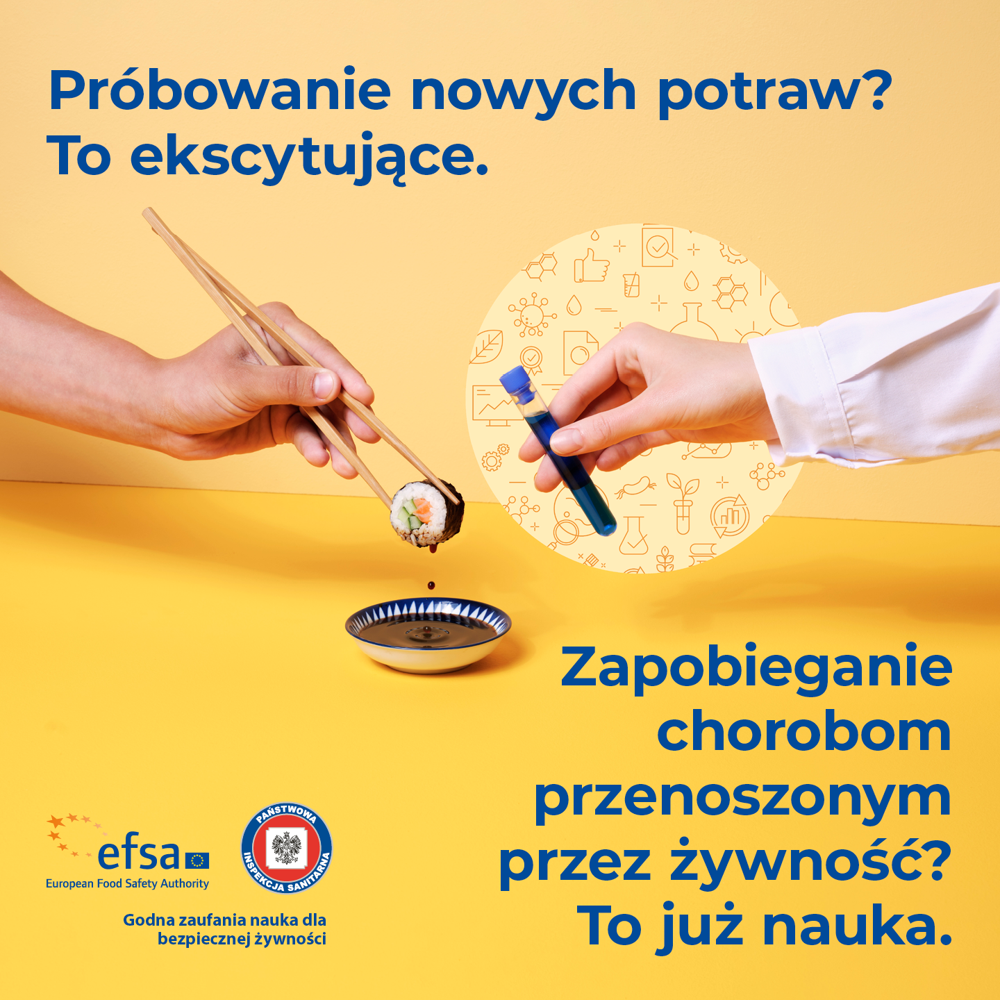 Próbowanie nowych potraw?
To ekscytujące.
Zapobieganie
chorobom
przenoszonym
przez żywność?
To już nauka.
efsa
European Food Safety Authority
PAŃSTWOWA
INSPEKCJA SANITARNA
Godna zaufania nauka dla
bezpiecznej żywności